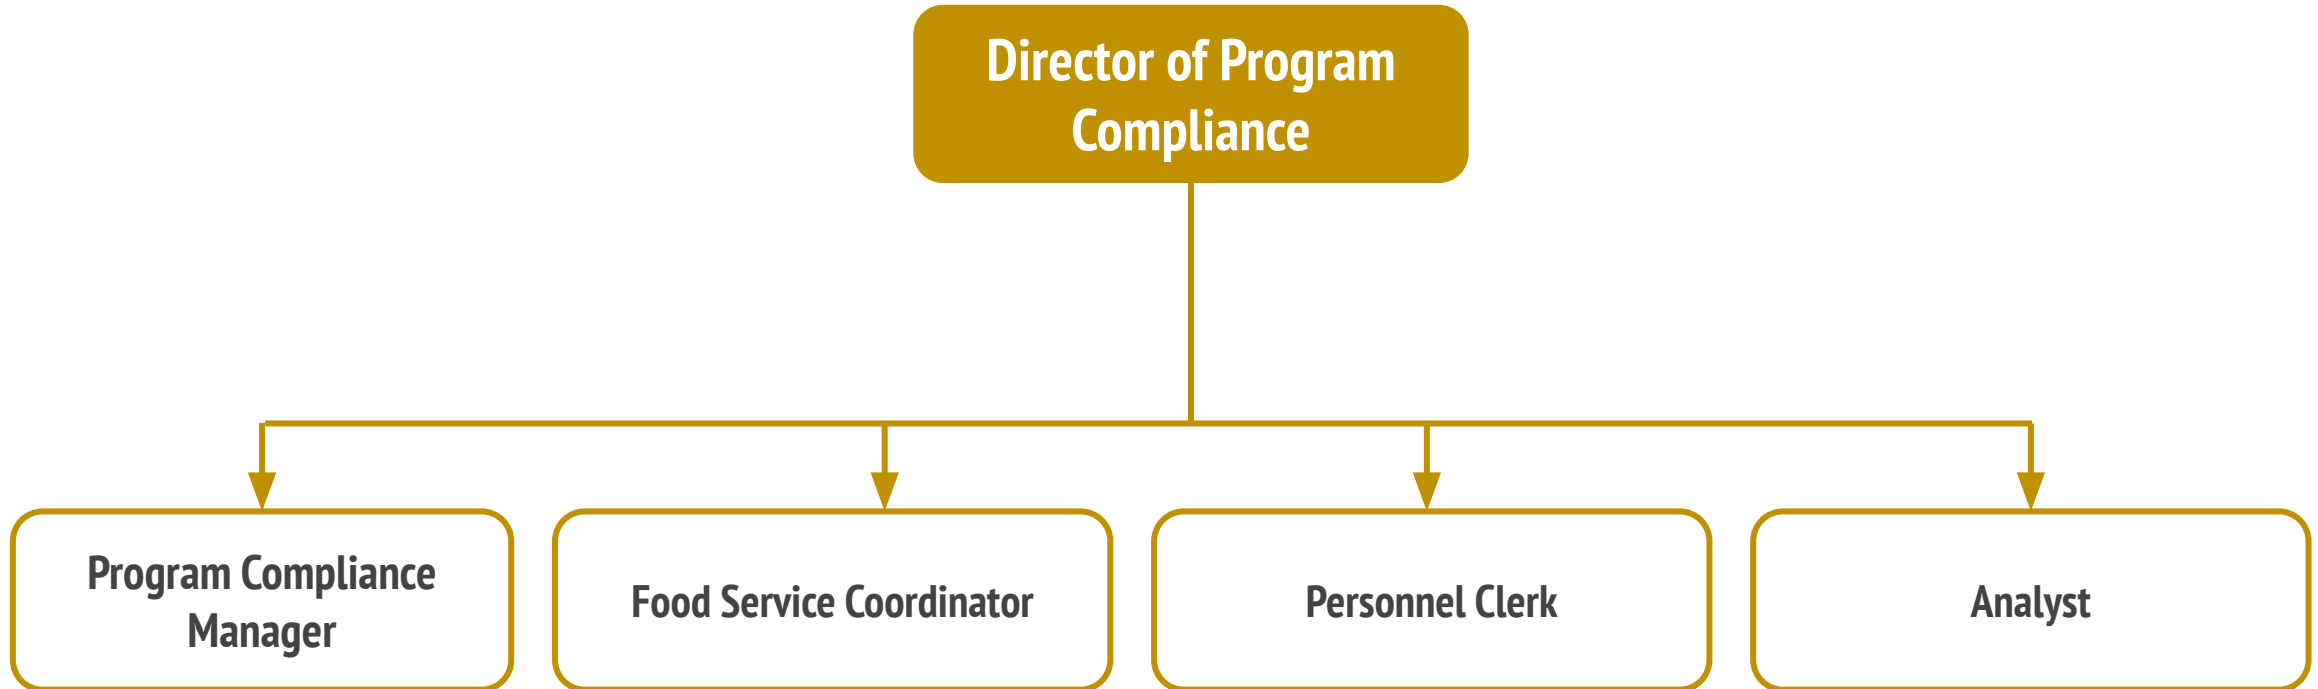 Director of Program
Compliance
Program Compliance
Manager
Food Service Coordinator
Personnel Clerk
Analyst